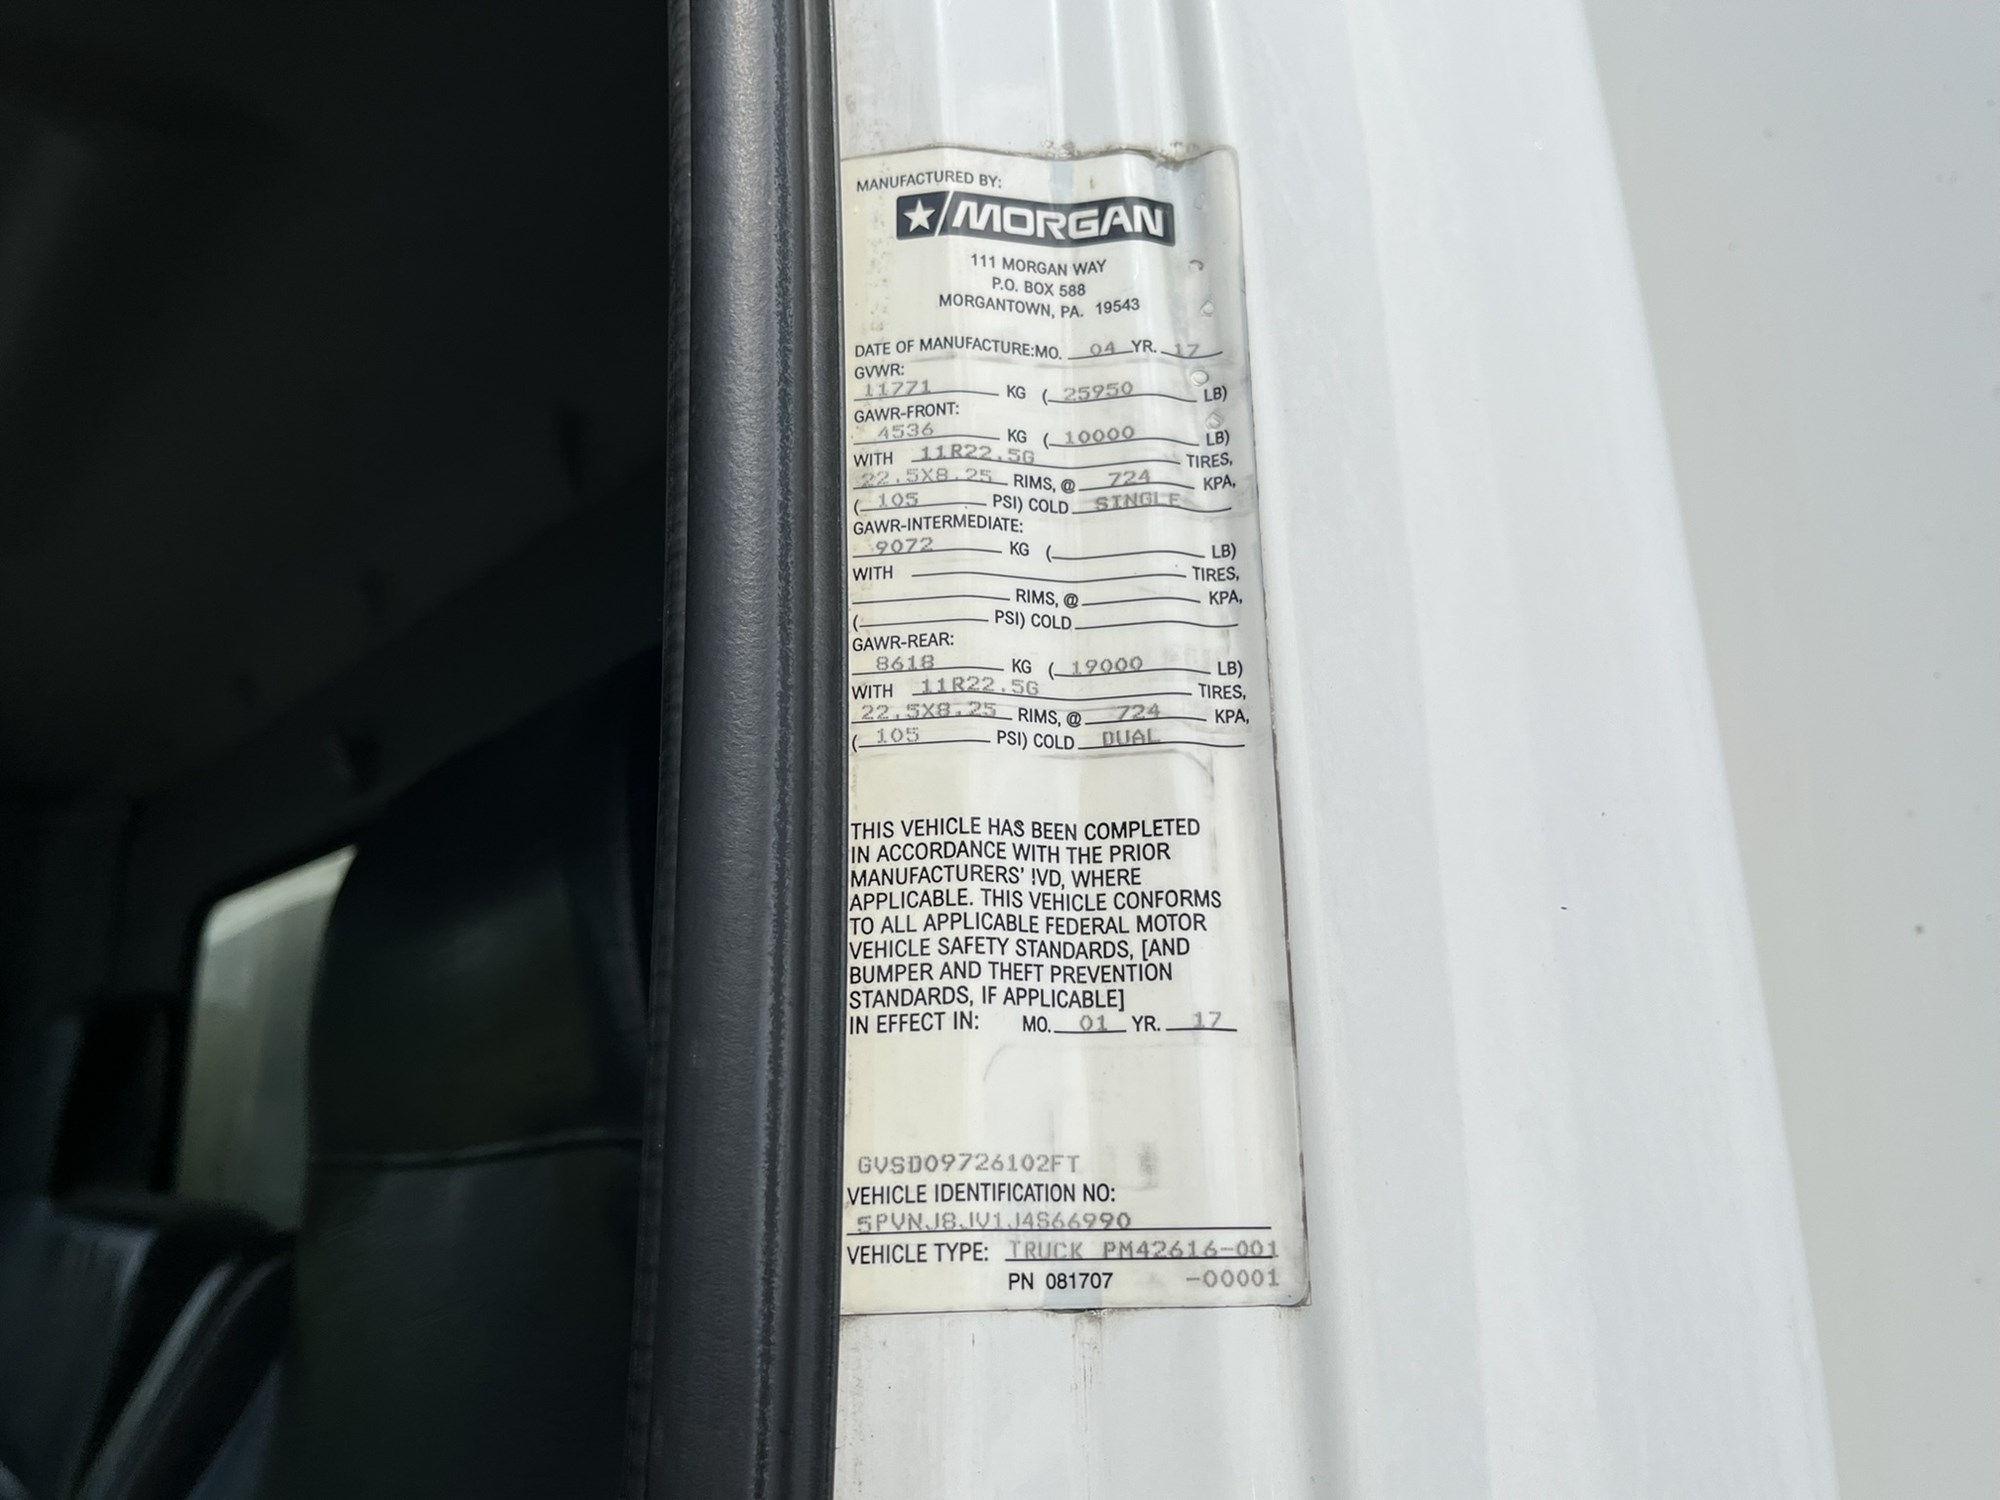 MANUFACTURED BY:
MORGAN
111 MORGAN WAY
P.O. BOX 588
MORGANTOWN, PA. 19543
DATE OF MANUFACTURE:MO. 04 YR. 17
GVWR:
11771 KG (25950 LB)
GAWR-FRONT:
4536 KG (10000 LB)
WITH 11R22.5G TIRES,
22.5X8.25 RIMS, @ 724 KPA,
(105 PSI) COLD SINGLE
GAWR-INTERMEDIATE:
9072 KG ( LB)
WITH TIRES,
RIMS, @ KPA,
( PSI) COLD
GAWR-REAR:
8618 KG (19000 LB)
WITH 11R22.5G TIRES,
22.5X8.25 RIMS, @ 724 KPA,
(105 PSI) COLD DUAL
THIS VEHICLE HAS BEEN COMPLETED
IN ACCORDANCE WITH THE PRIOR
MANUFACTURERS' IVD, WHERE
APPLICABLE. THIS VEHICLE CONFORMS
TO ALL APPLICABLE FEDERAL MOTOR
VEHICLE SAFETY STANDARDS, [AND
BUMPER AND THEFT PREVENTION
STANDARDS, IF APPLICABLE]
IN EFFECT IN: MO. 01 YR. 17
GVSD09726102FT
VEHICLE IDENTIFICATION NO:
5PVNJ8JV1J4S66990
VEHICLE TYPE: TRUCK PM42616-001
PN 081707 -00001